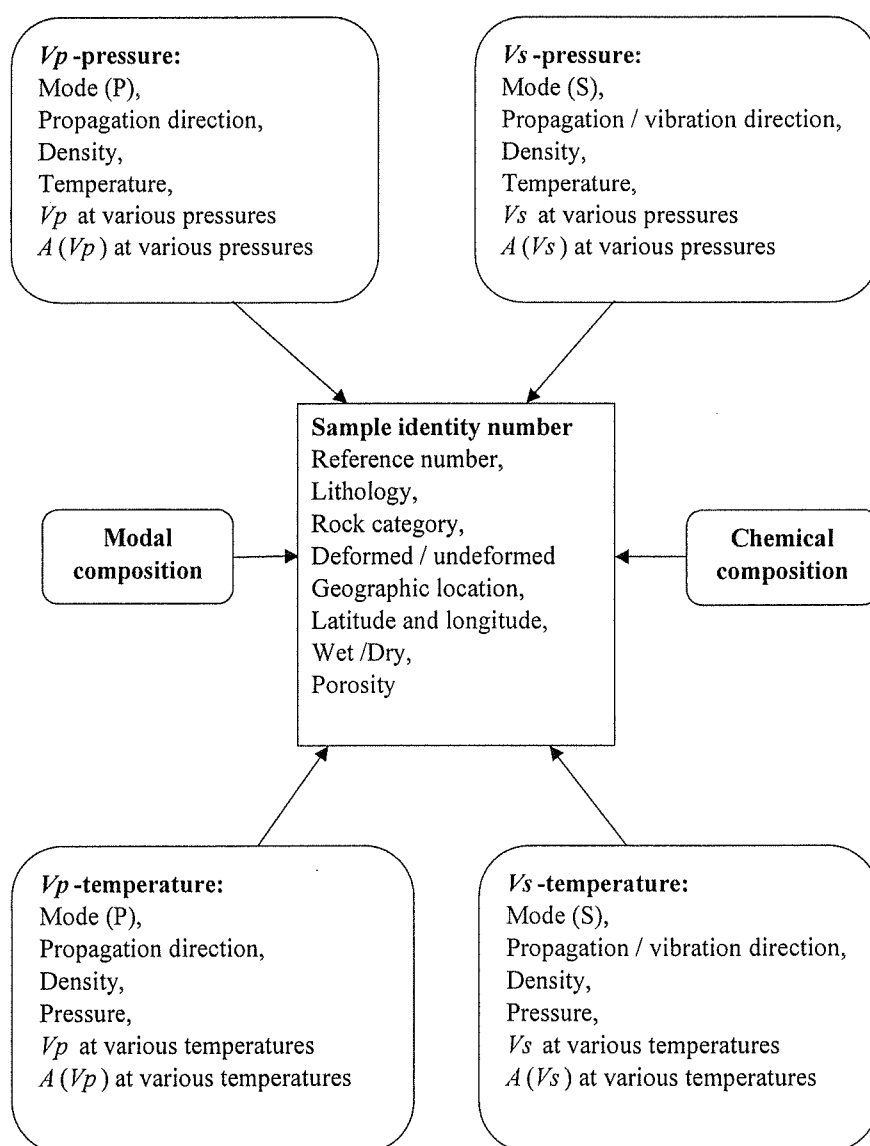 Vp -pressure:
Mode (P),
Propagation direction,
Density,
Temperature,
Vp at various pressures
A (Vp) at various pressures
Vs -pressure:
Mode (S),
Propagation / vibration direction,
Density,
Temperature,
Vs at various pressures
A (Vs) at various pressures
Sample identity number
Reference number,
Lithology,
Rock category,
Deformed / undeformed
Geographic location,
Latitude and longitude,
Wet /Dry,
Porosity
Modal
composition
Chemical
composition
Vp -temperature:
Mode (P),
Propagation direction,
Density,
Pressure,
Vp at various temperatures
A (Vp) at various temperatures
Vs -temperature:
Mode (S),
Propagation / vibration direction,
Density,
Pressure,
Vs at various temperatures
A (Vs) at various temperatures